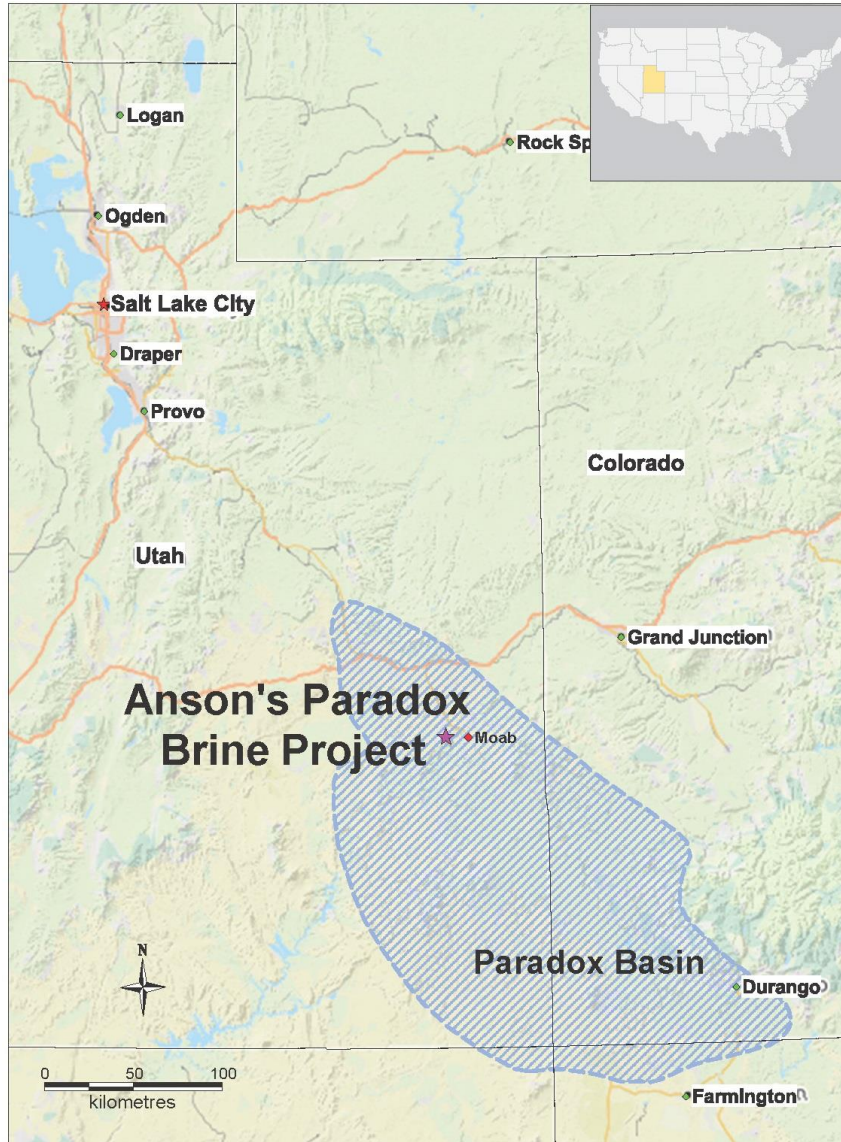 Logan
Rock Sp
Ogden
Salt Lake City
Draper
Provo
Colorado
Utah
Grand Junction
Anson's Paradox
Brine Project
Moab
Paradox Basin
N
Durango
0 50 100
kilometres
Farmington